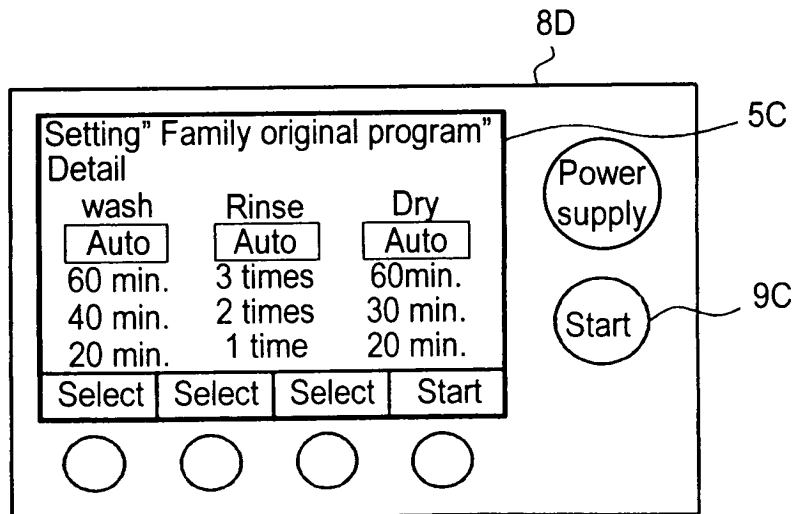 8D
5C
Setting” Family original program”
Detail
wash Rinse Dry
Auto Auto Auto
60 min. 3 times 60min.
40 min. 2 times 30 min.
20 min. 1 time 20 min.
Select Select Select Start
Power
supply
Start
9C